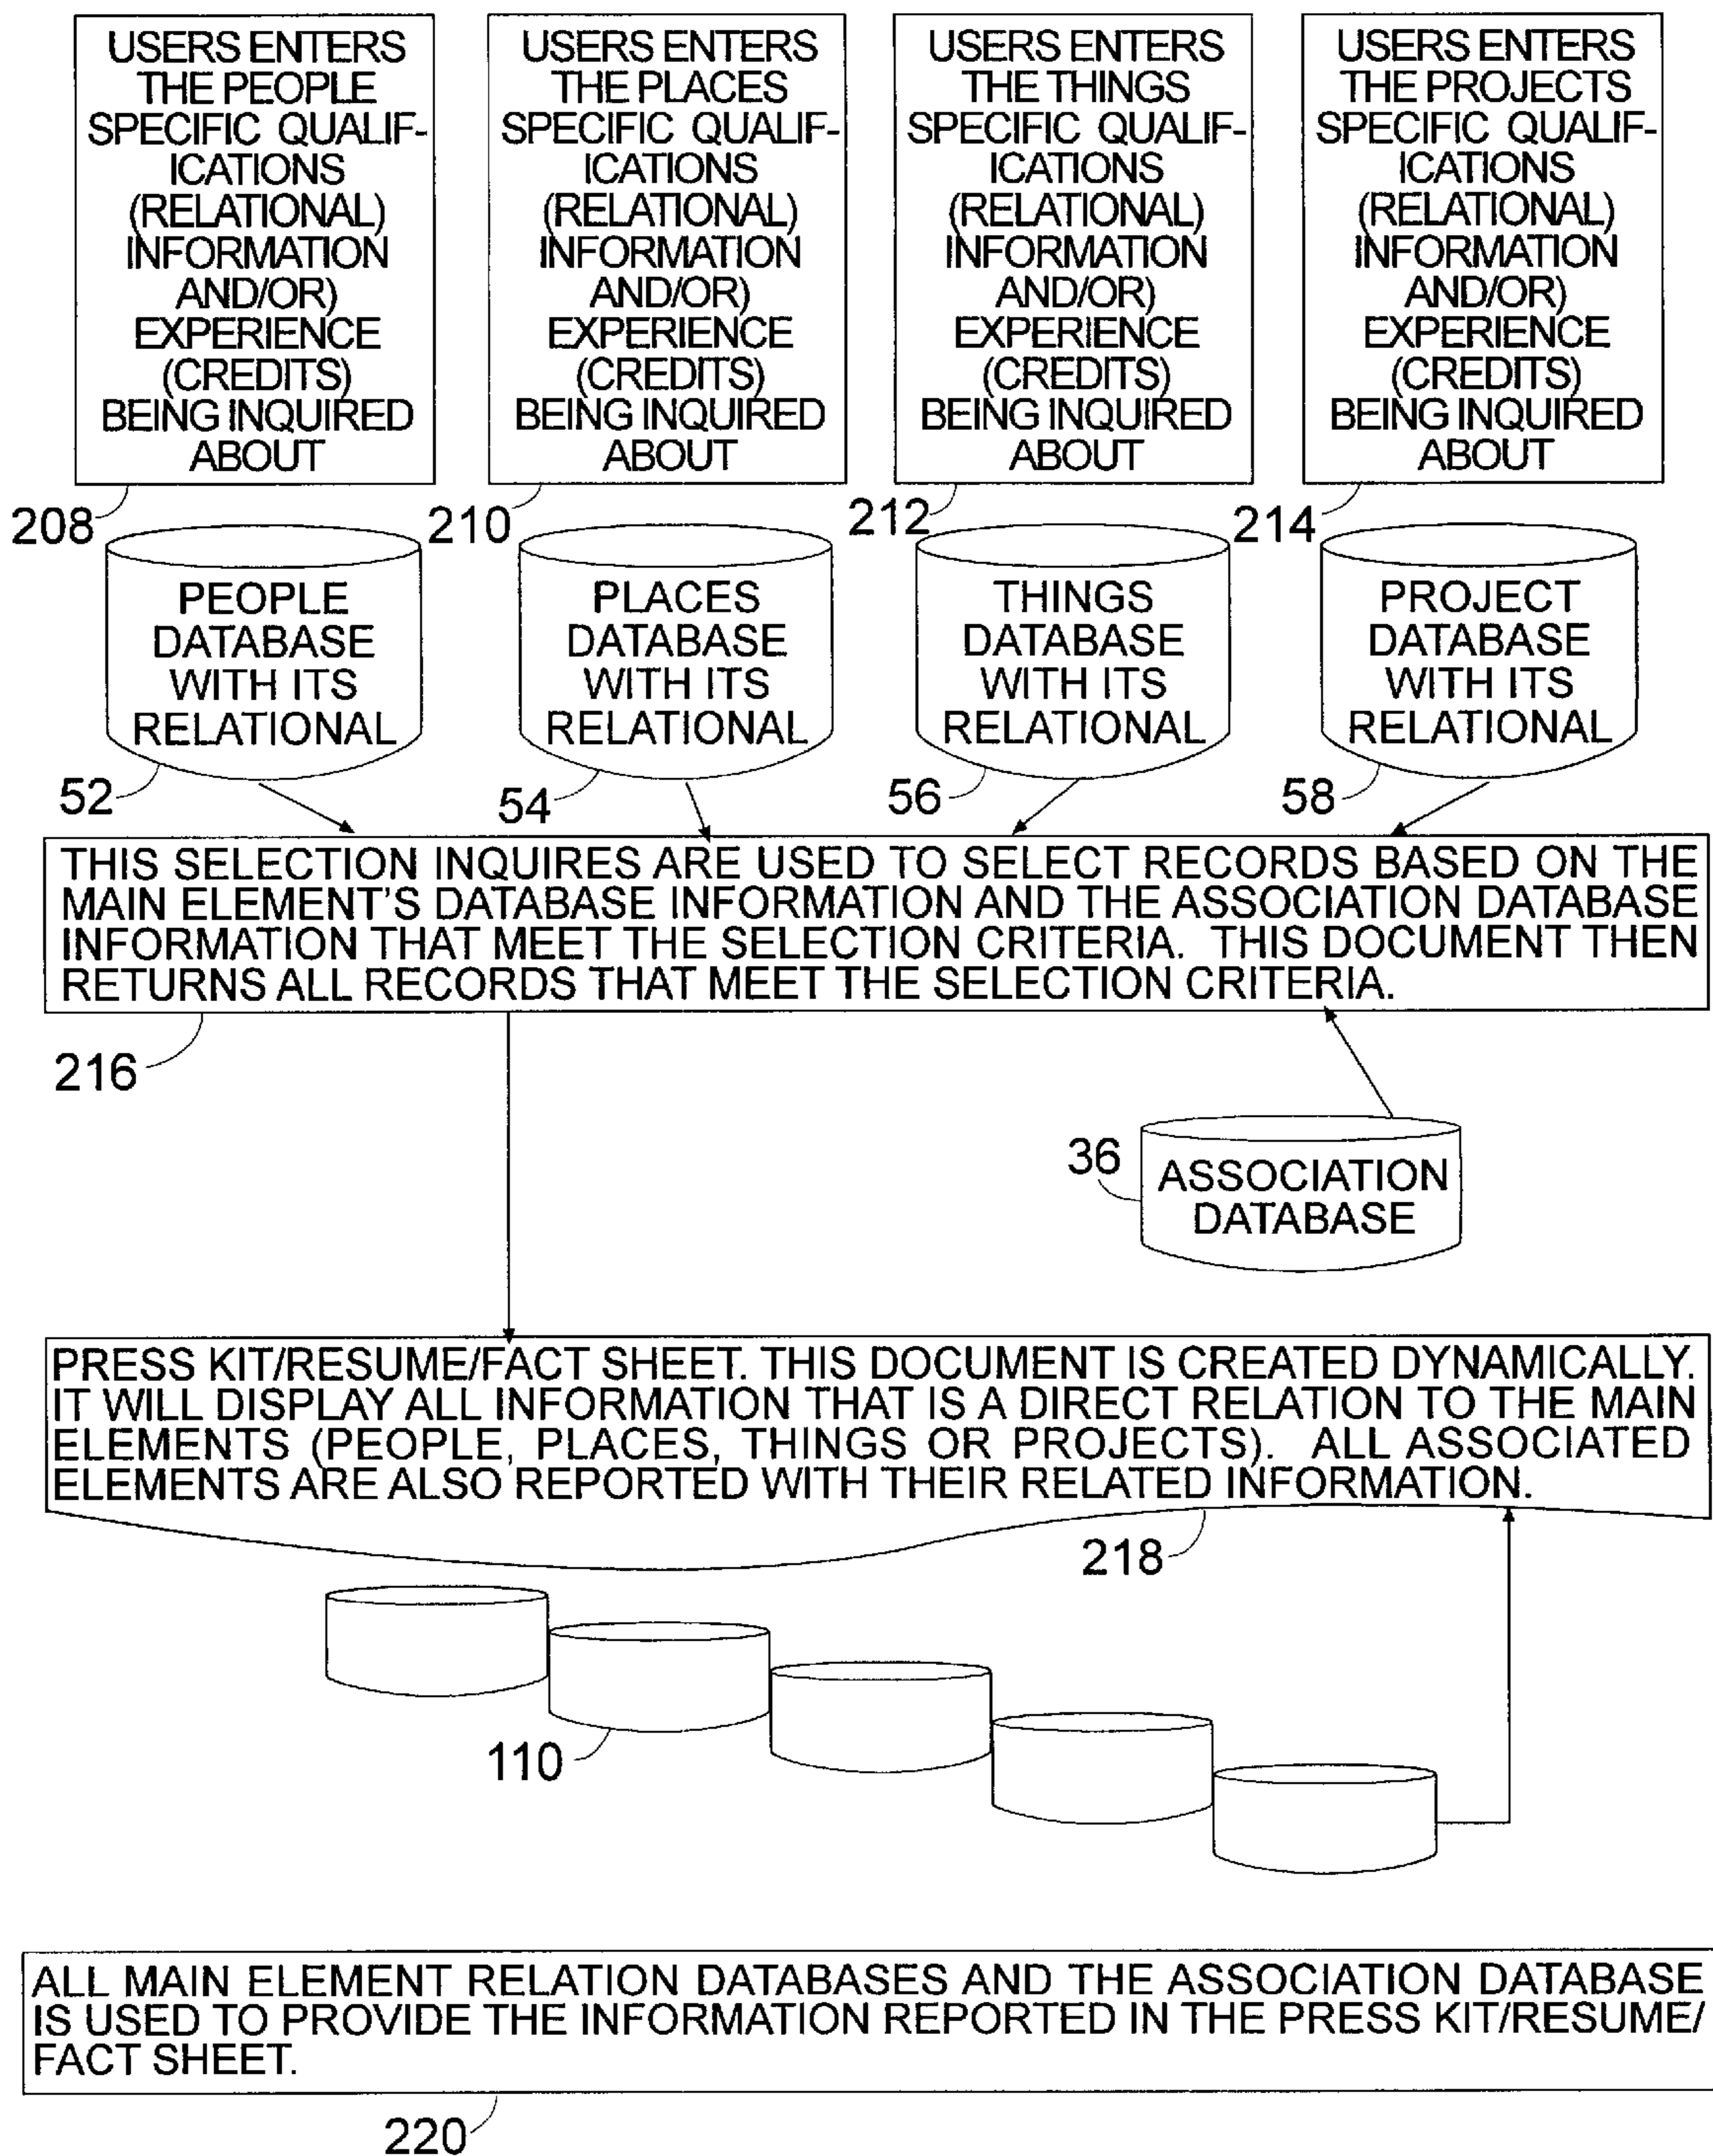 USERS ENTERS
THE PEOPLE
SPECIFIC QUALIF-
ICATIONS
(RELATIONAL)
INFORMATION
AND/OR)
EXPERIENCE
(CREDITS)
BEING INQUIRED
ABOUT
208
USERS ENTERS
THE PLACES
SPECIFIC QUALIF-
ICATIONS
(RELATIONAL)
INFORMATION
AND/OR)
EXPERIENCE
(CREDITS)
BEING INQUIRED
ABOUT
210
USERS ENTERS
THE THINGS
SPECIFIC QUALIF-
ICATIONS
(RELATIONAL)
INFORMATION
AND/OR)
EXPERIENCE
(CREDITS)
BEING INQUIRED
ABOUT
212
USERS ENTERS
THE PROJECTS
SPECIFIC QUALIF-
ICATIONS
(RELATIONAL)
INFORMATION
AND/OR)
EXPERIENCE
(CREDITS)
BEING INQUIRED
ABOUT
214
PEOPLE
DATABASE
WITH ITS
RELATIONAL
52
PLACES
DATABASE
WITH ITS
RELATIONAL
54
THINGS
DATABASE
WITH ITS
RELATIONAL
56
PROJECT
DATABASE
WITH ITS
RELATIONAL
58
THIS SELECTION INQUIRES ARE USED TO SELECT RECORDS BASED ON THE
MAIN ELEMENT'S DATABASE INFORMATION AND THE ASSOCIATION DATABASE
INFORMATION THAT MEET THE SELECTION CRITERIA. THIS DOCUMENT THEN
RETURNS ALL RECORDS THAT MEET THE SELECTION CRITERIA.
216
36
ASSOCIATION
DATABASE
PRESS KIT/RESUME/FACT SHEET. THIS DOCUMENT IS CREATED DYNAMICALLY.
IT WILL DISPLAY ALL INFORMATION THAT IS A DIRECT RELATION TO THE MAIN
ELEMENTS (PEOPLE, PLACES, THINGS OR PROJECTS). ALL ASSOCIATED
ELEMENTS ARE ALSO REPORTED WITH THEIR RELATED INFORMATION.
218
110
ALL MAIN ELEMENT RELATION DATABASES AND THE ASSOCIATION DATABASE
IS USED TO PROVIDE THE INFORMATION REPORTED IN THE PRESS KIT/RESUME/
FACT SHEET.
220